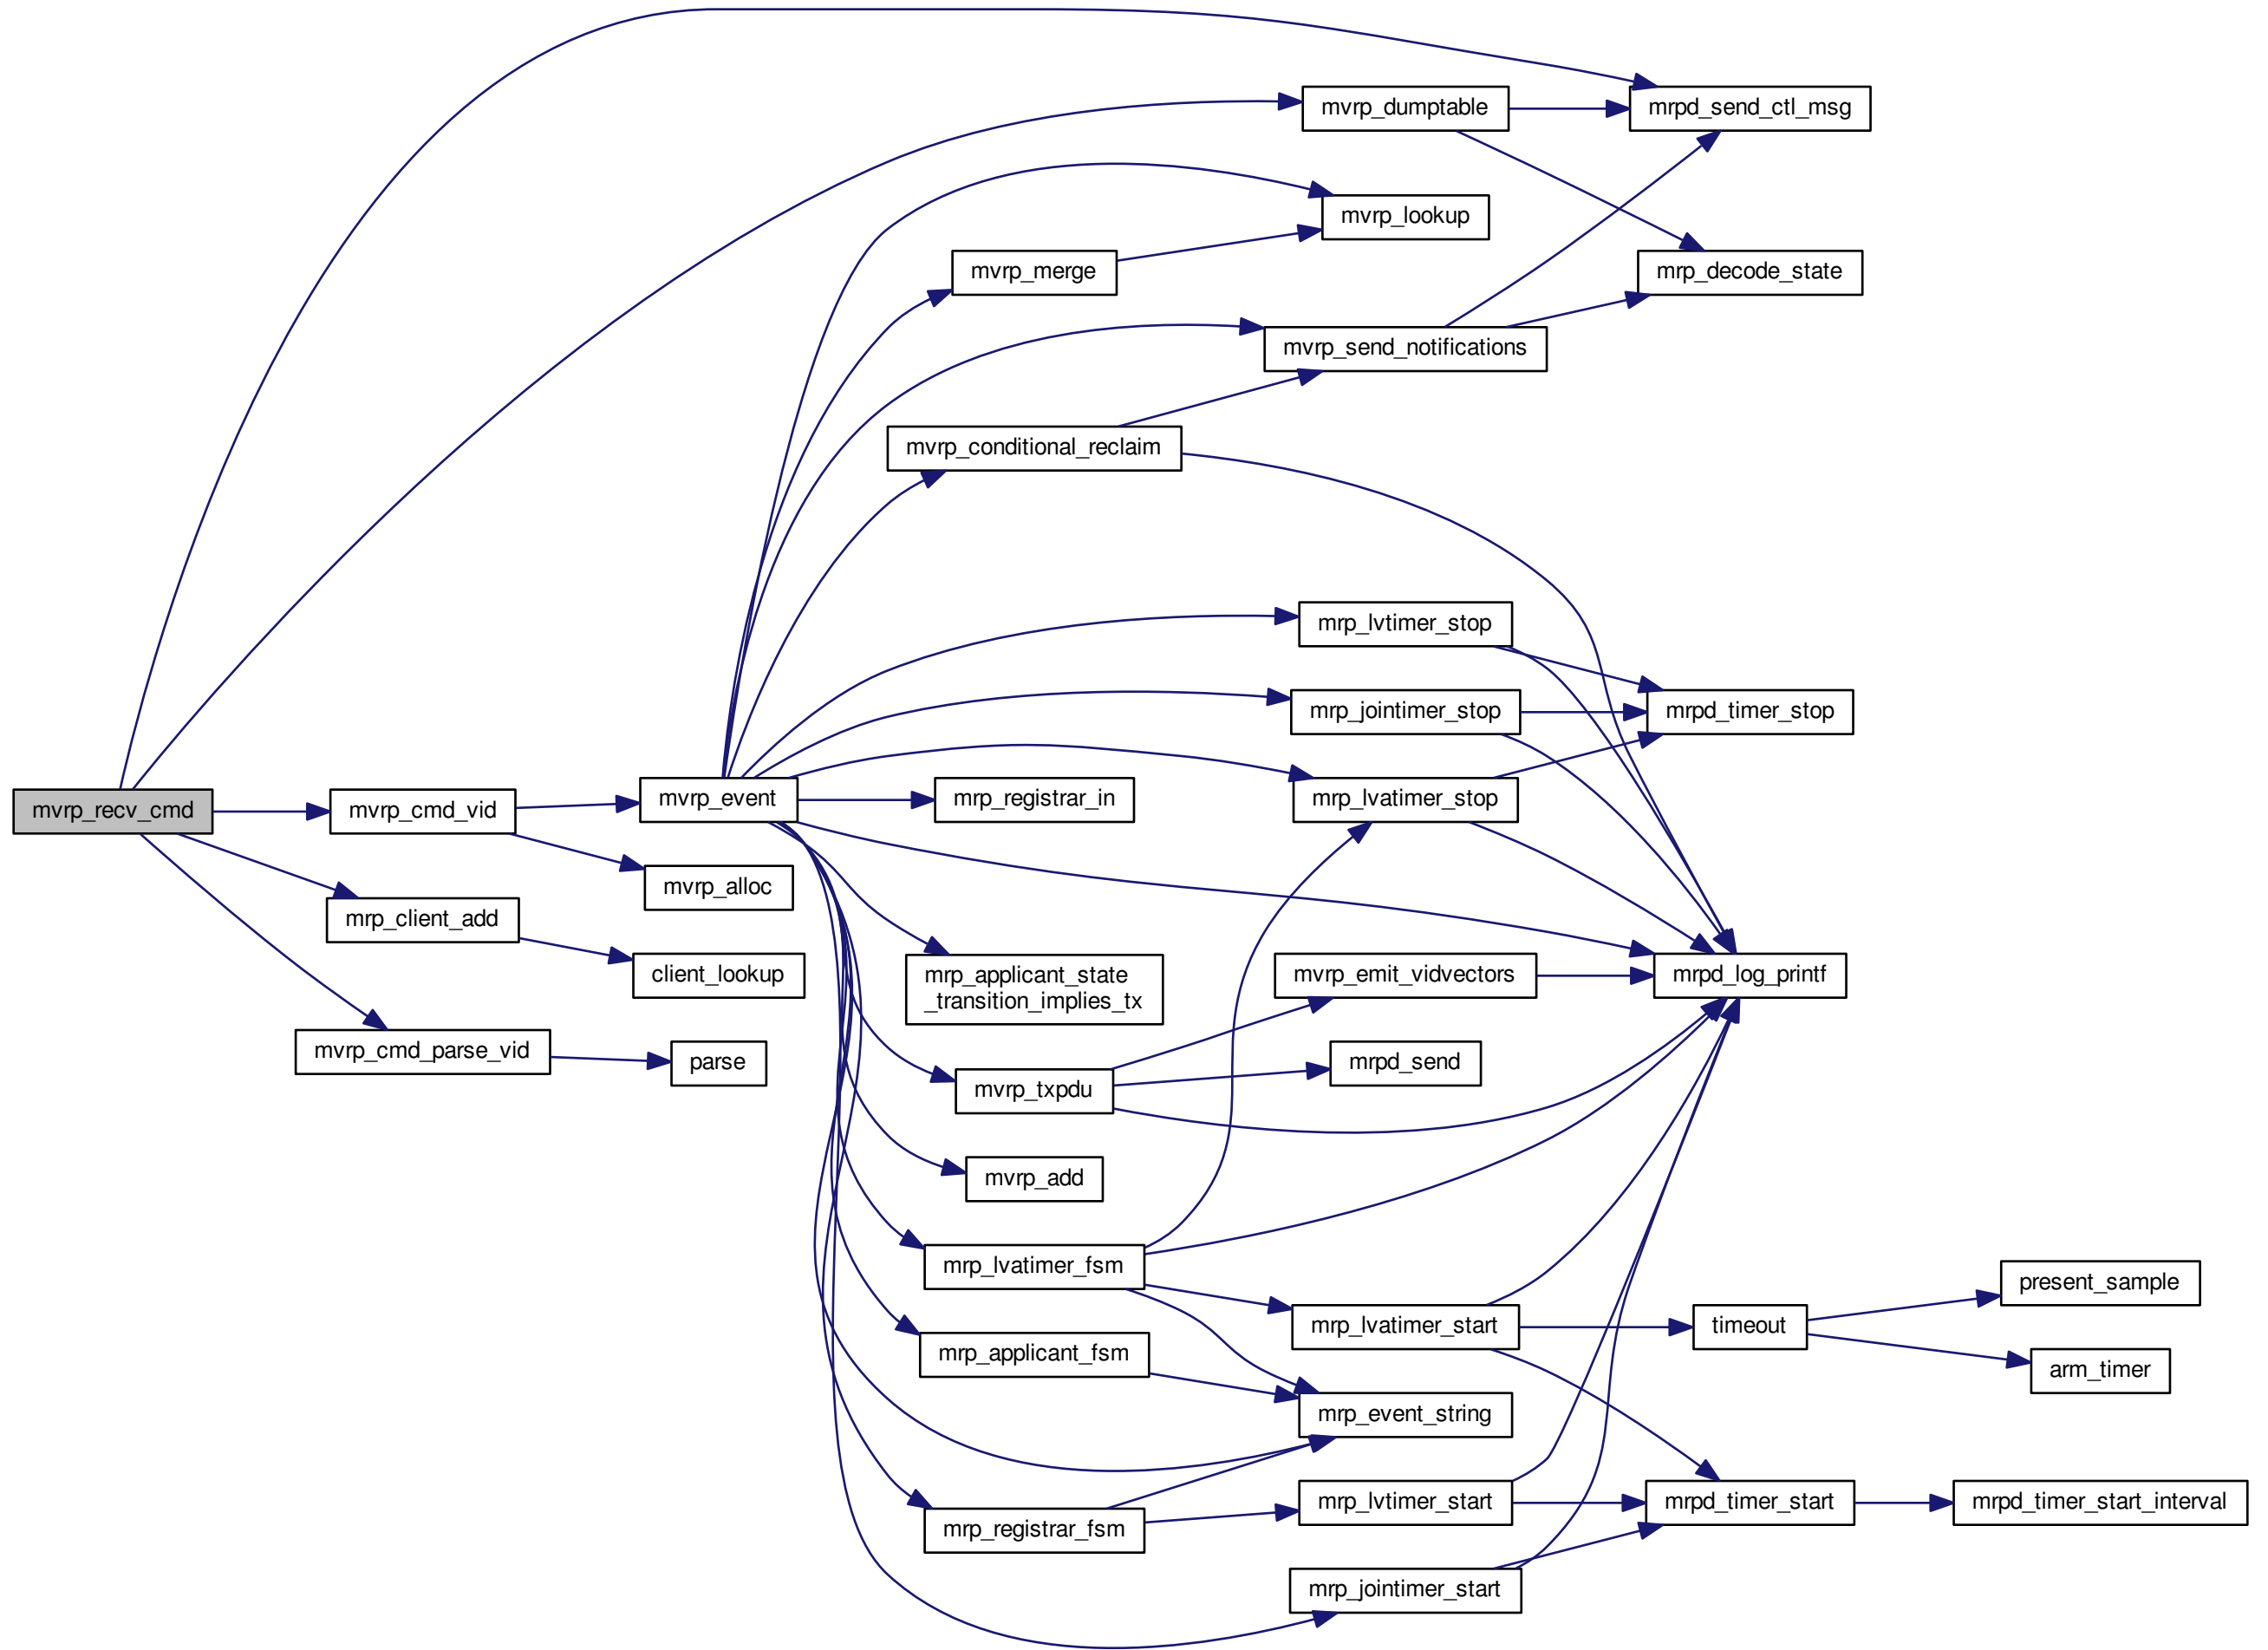 mvrp_dumptable
mrpd_send_ctl_msg
mvrp_lookup
mvrp_merge
mrp_decode_state
mvrp_send_notifications
mvrp_conditional_reclaim
mrp_lvtimer_stop
mrp_jointimer_stop
mrpd_timer_stop
mvrp_recv_cmd
mvrp_cmd_vid
mvrp_event
mrp_registrar_in
mrp_lvatimer_stop
mvrp_alloc
mrp_client_add
client_lookup
mrp_applicant_state
_transition_implies_tx
mvrp_emit_vidvectors
mrpd_log_printf
mvrp_cmd_parse_vid
parse
mvrp_txpdu
mrpd_send
mvrp_add
mrp_lvatimer_fsm
present_sample
mrp_lvatimer_start
timeout
mrp_applicant_fsm
arm_timer
mrp_event_string
mrp_registrar_fsm
mrp_lvtimer_start
mrpd_timer_start
mrpd_timer_start_interval
mrp_jointimer_start